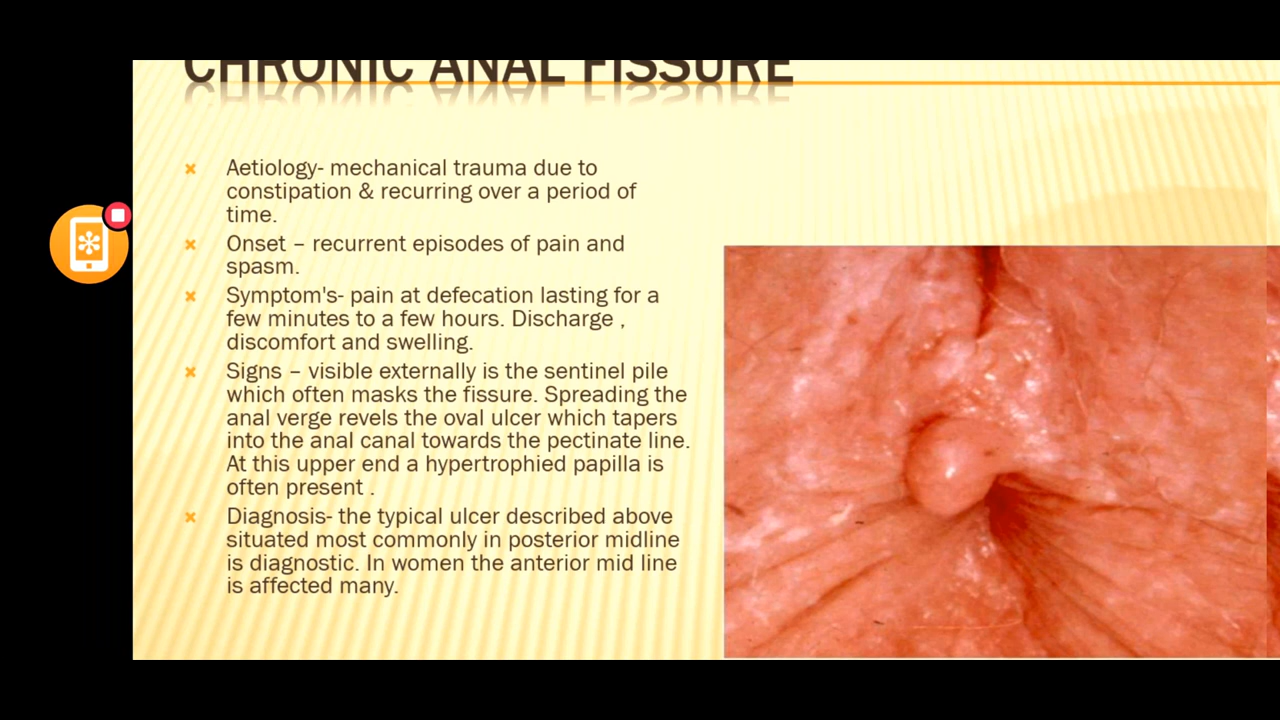 CHRONIC ANAL FISSURE
Aetiology- mechanical trauma due to
constipation & recurring over a period of
time.
Onset – recurrent episodes of pain and
spasm.
Symptom's- pain at defecation lasting for a
few minutes to a few hours. Discharge ,
discomfort and swelling.
Signs – visible externally is the sentinel pile
which often masks the fissure. Spreading the
anal verge revels the oval ulcer which tapers
into the anal canal towards the pectinate line.
At this upper end a hypertrophied papilla is
often present .
Diagnosis- the typical ulcer described above
situated most commonly in posterior midline
is diagnostic. In women the anterior mid line
is affected many.